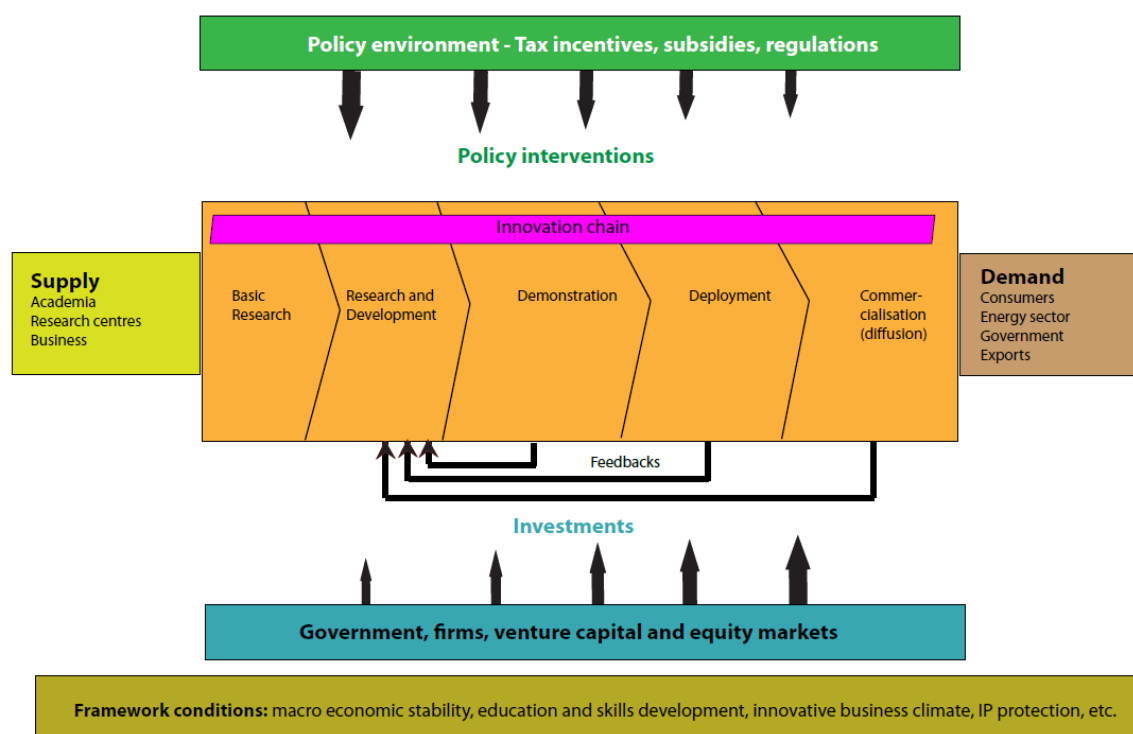 Policy environment - Tax incentives, subsidies, regulations
Policy interventions
Innovation chain
Supply
Academia
Research centres
Business
Basic
Research
Research and
Development
Demonstration
Deployment
Commer-
cialisation
(diffusion)
Demand
Consumers
Energy sector
Government
Exports
Feedbacks
Investments
Government, firms, venture capital and equity markets
Framework conditions: macro economic stability, education and skills development, innovative business climate, IP protection, etc.